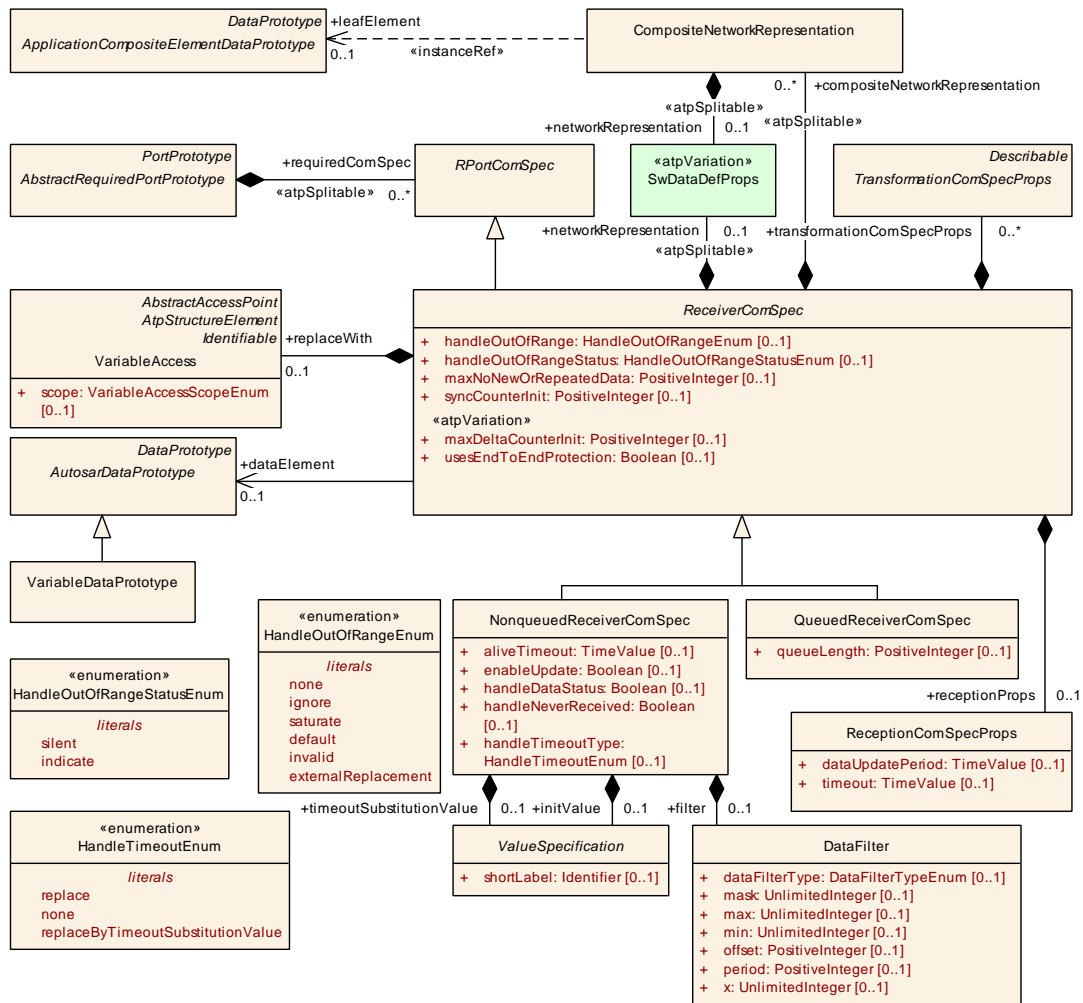 DataPrototype
ApplicationCompositeElementDataPrototype
+leafElement
0..1
«instanceRef»
CompositeNetworkRepresentation
0..*
+compositeNetworkRepresentation
«atpSplitable»
«atpSplitable»
+networkRepresentation
0..1
PortPrototype
AbstractRequiredPortPrototype
+requiredComSpec
«atpSplitable»
0..*
RPortComSpec
«atpVariation»
SwDataDefProps
Describable
TransformationComSpecProps
+networkRepresentation
0..1
«atpSplitable»
+transformationComSpecProps
0..*
AbstractAccessPoint
AtpStructureElement
Identifiable
VariableAccess
+ scope: VariableAccessScopeEnum
[0..1]
+replaceWith
0..1
ReceiverComSpec
+ handleOutOfRange: HandleOutOfRangeEnum [0..1]
+ handleOutOfRangeStatus: HandleOutOfRangeStatusEnum [0..1]
+ maxNoNewOrRepeatedData: PositiveInteger [0..1]
+ syncCounterInit: PositiveInteger [0..1]
«atpVariation»
+ maxDeltaCounterInit: PositiveInteger [0..1]
+ usesEndToEndProtection: Boolean [0..1]
DataPrototype
AutosarDataPrototype
+dataElement
0..1
VariableDataPrototype
«enumeration»
HandleOutOfRangeEnum
literals
none
ignore
saturate
default
invalid
externalReplacement
NonqueuedReceiverComSpec
+ aliveTimeout: TimeValue [0..1]
+ enableUpdate: Boolean [0..1]
+ handleDataStatus: Boolean [0..1]
+ handleNeverReceived: Boolean
[0..1]
+ handleTimeoutType:
HandleTimeoutEnum [0..1]
QueuedReceiverComSpec
+ queueLength: PositiveInteger [0..1]
«enumeration»
HandleOutOfRangeStatusEnum
literals
silent
indicate
+receptionProps
0..1
ReceptionComSpecProps
+ dataUpdatePeriod: TimeValue [0..1]
+ timeout: TimeValue [0..1]
+timeoutSubstitutionValue
0..1
+initValue
0..1
+filter
0..1
«enumeration»
HandleTimeoutEnum
literals
replace
none
replaceByTimeoutSubstitutionValue
ValueSpecification
+ shortLabel: Identifier [0..1]
DataFilter
+ dataFilterType: DataFilterTypeEnum [0..1]
+ mask: UnlimitedInteger [0..1]
+ max: UnlimitedInteger [0..1]
+ min: UnlimitedInteger [0..1]
+ offset: PositiveInteger [0..1]
+ period: PositiveInteger [0..1]
+ x: UnlimitedInteger [0..1]